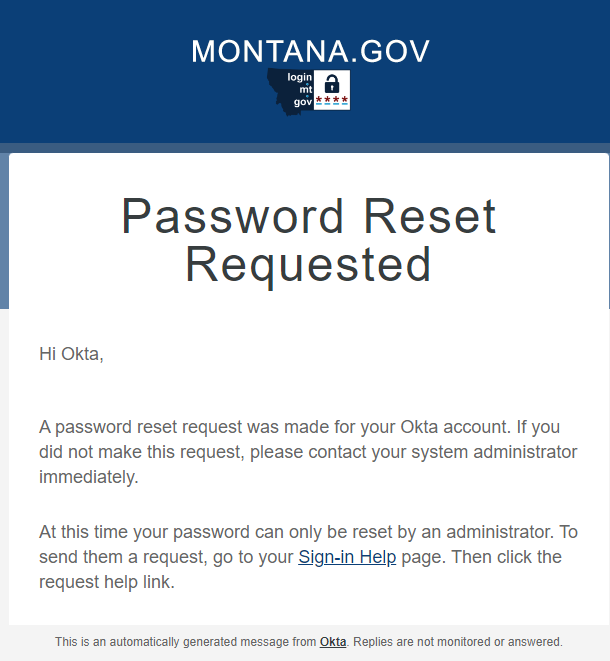 MONTANA.GOV
login
mt
gov
****
Password Reset
Requested
Hi Okta,
A password reset request was made for your Okta account. If you
did not make this request, please contact your system administrator
immediately.
At this time your password can only be reset by an administrator. To
send them a request, go to your Sign-in Help page. Then click the
request help link.
This is an automatically generated message from Okta. Replies are not monitored or answered.